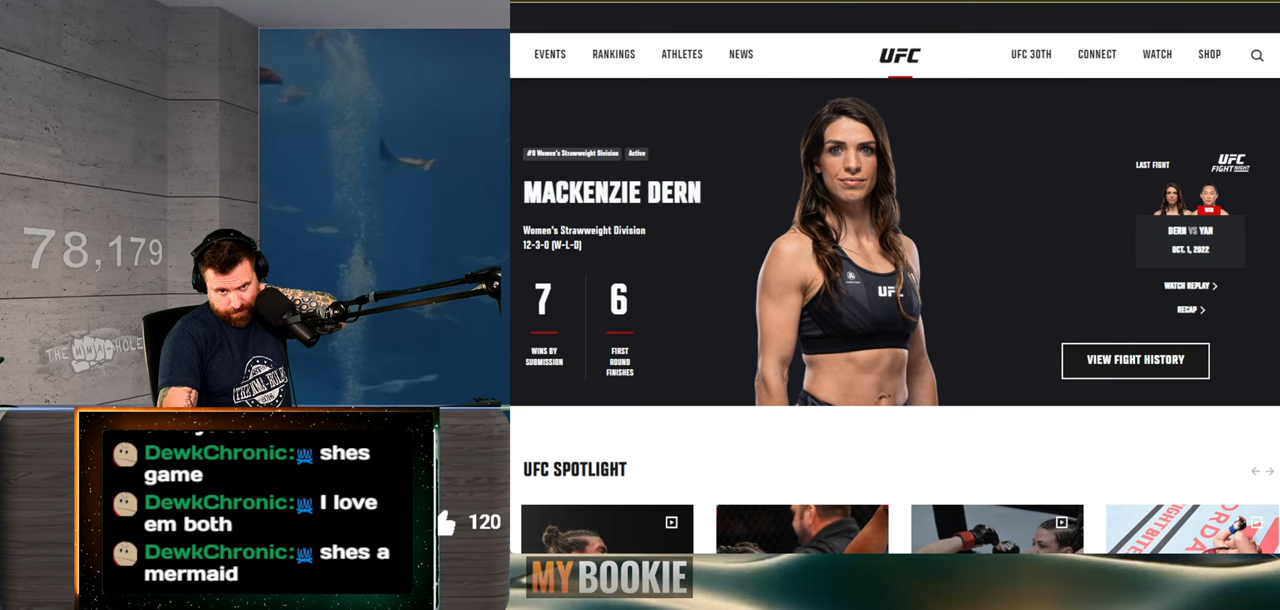 78,179
THE MMA HOLE
DewkChronic: shes
game
DewkChronic: I love
em both
DewkChronic: shes a
mermaid
120
EVENTS RANKINGS ATHLETES NEWS UFC UFC 30TH CONNECT WATCH SHOP
#8 Women's Strawweight Division Active
MACKENZIE DERN
Women's Strawweight Division
12-3-0 (W-L-D)
7
WINS BY
SUBMISSION
6
FIRST
ROUND
FINISHES
UFC
LAST FIGHT
UFC
FIGHT NIGHT
DERN VS YAN
OCT. 1, 2022
WATCH REPLAY
RECAP
VIEW FIGHT HISTORY
UFC SPOTLIGHT
MYBOOKIE